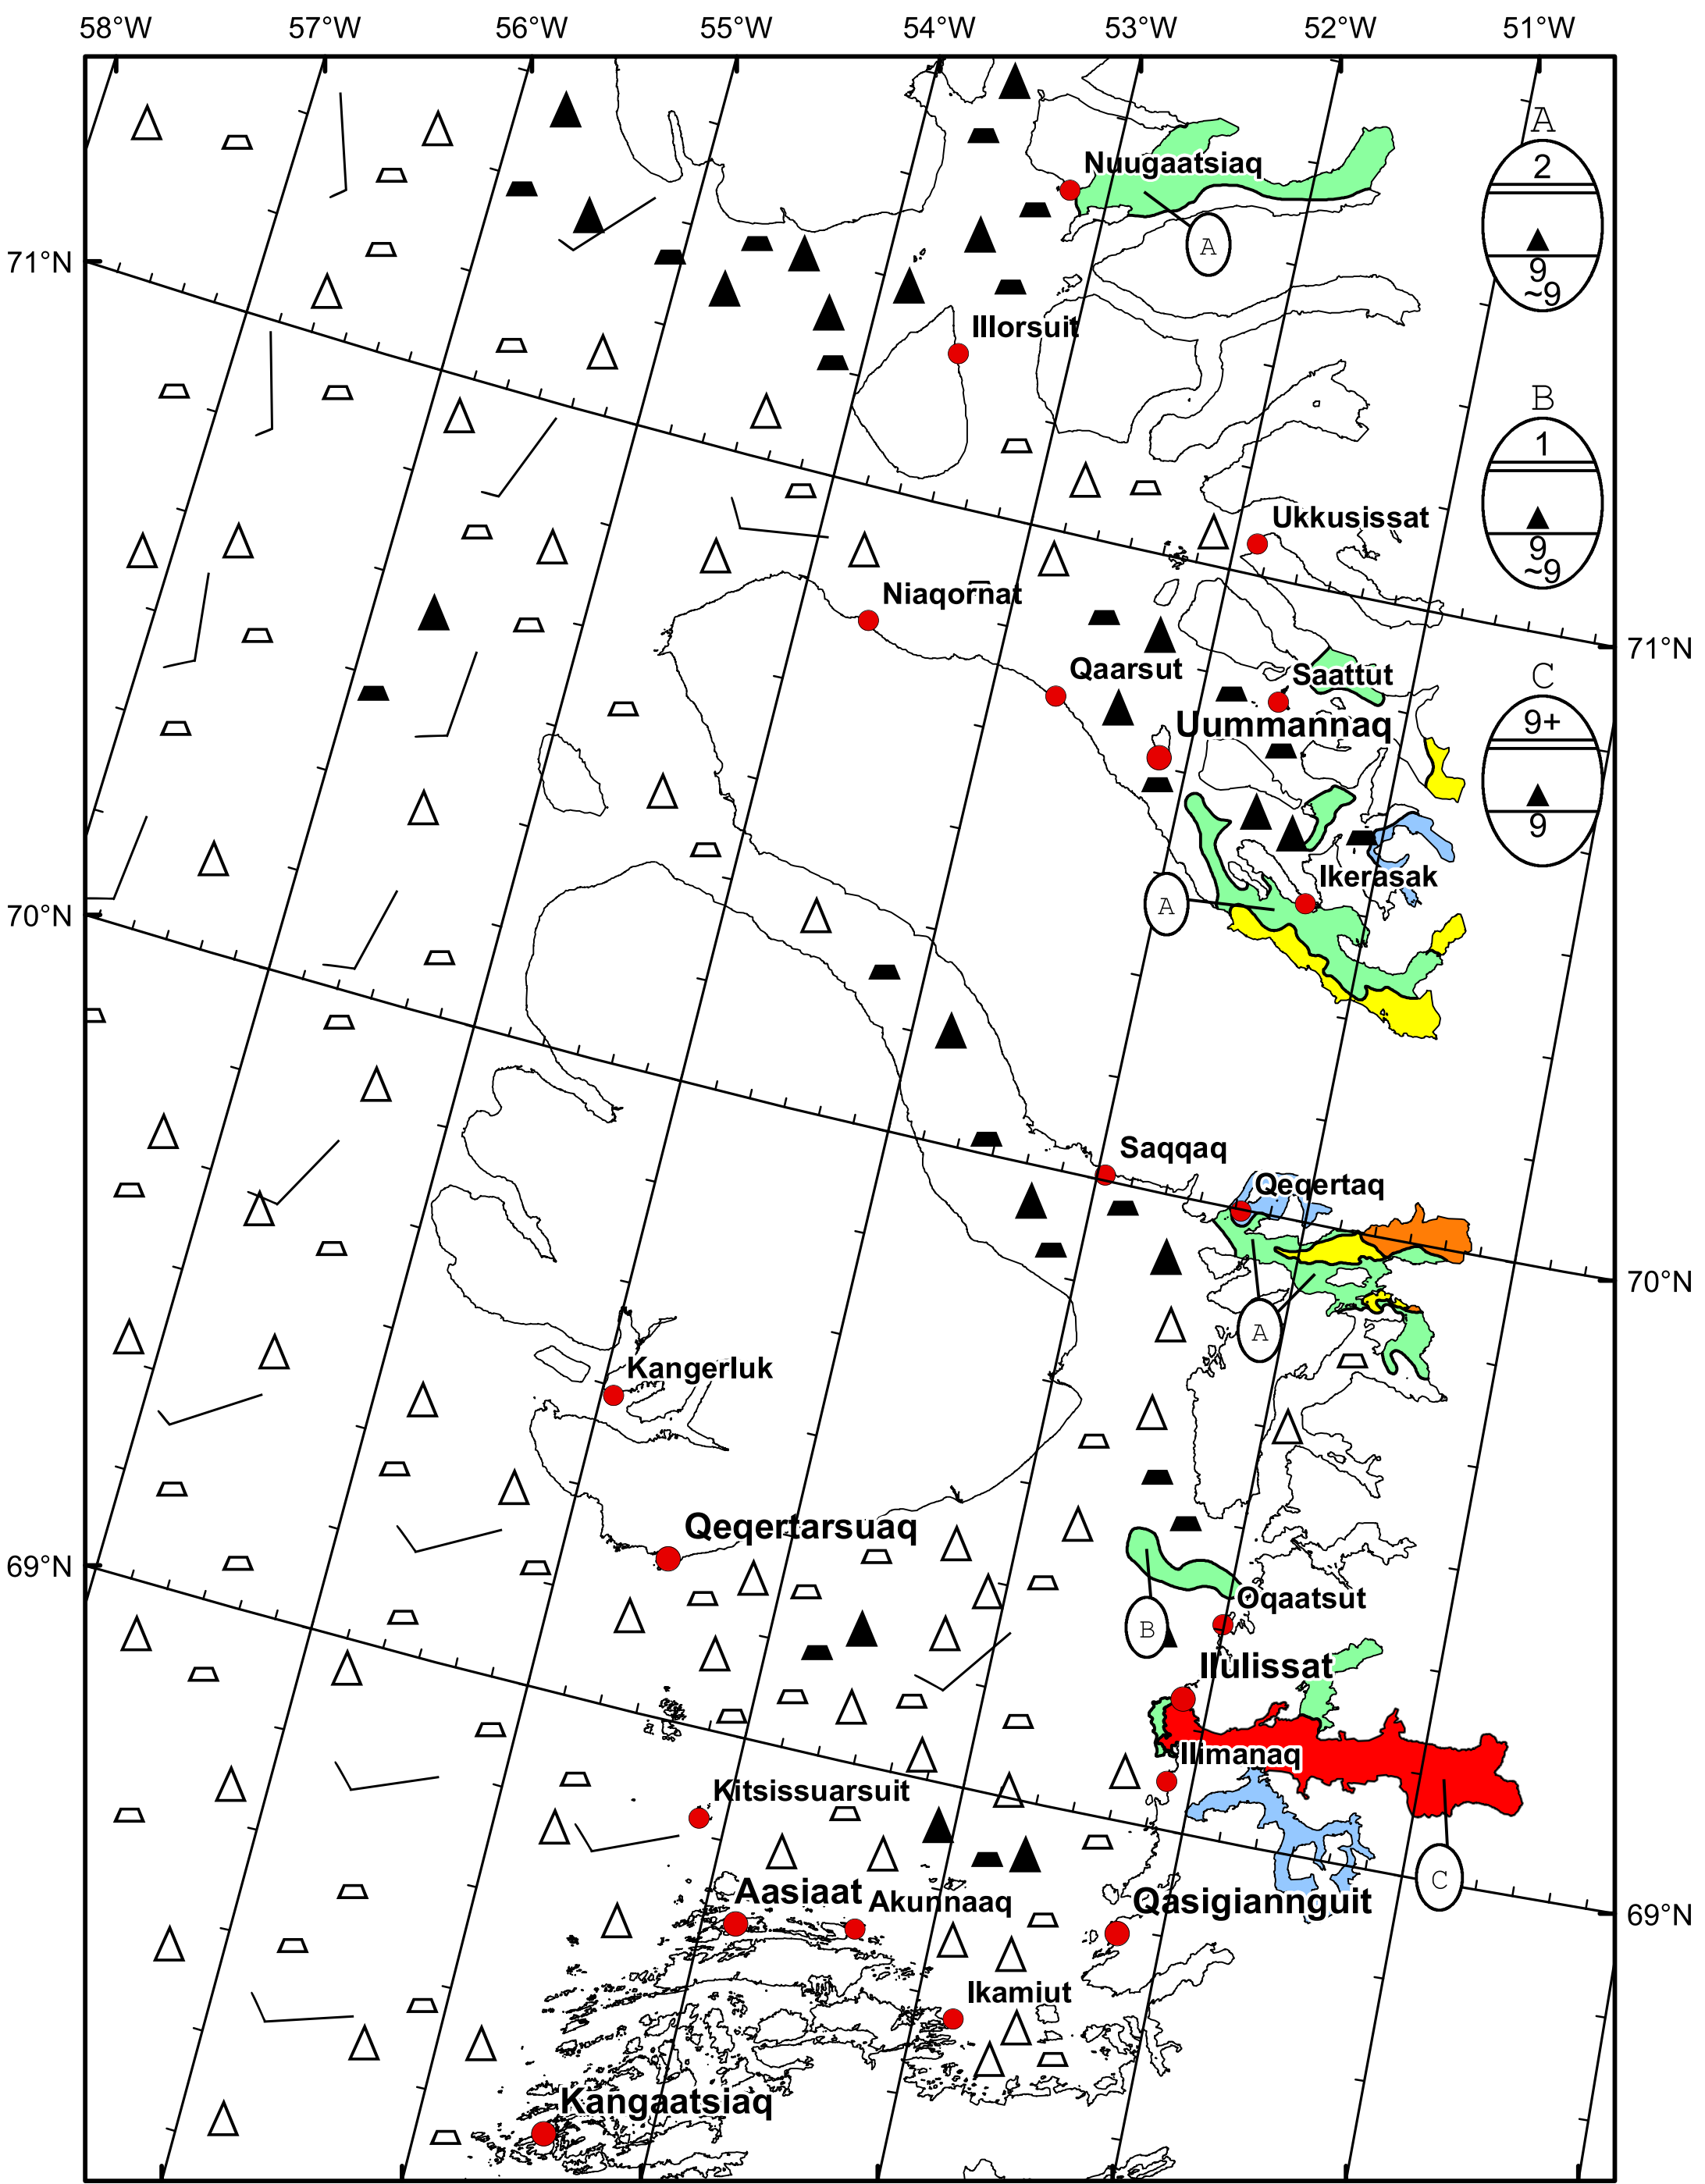 58°W 57°W 56°W 55°W 54°W 53°W 52°W 51°W
A
2
9
~9
Nuugaatsiaq
A
71°N
Illorsuit
B
1
9
~9
Ukkusissat
Niaqornat
71°N
Qaarsut
Saattut
C
9+
9
Uummannaq
Ikerasak
A
70°N
Saqqaq
Qeqertaq
70°N
A
Kangerluk
Qeqertarsuaq
69°N
Oqaatsut
B
Ilulissat
Ilimanaq
Kitsissuarsuit
C
Aasiaat
Akunnaaq
Qasigiannguit
69°N
Ikamiut
Kangaatsiaq